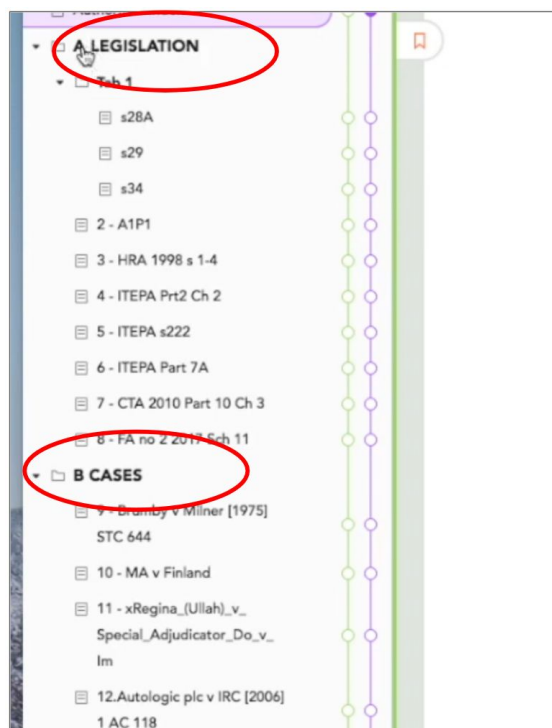 A LEGISLATION
Tab 1
s28A
s29
s34
2 - A1P1
3 - HRA 1998 s 1-4
4 - ITEPA Prt2 Ch 2
5 - ITEPA s222
6 - ITEPA Part 7A
7 - CTA 2010 Part 10 Ch 3
8 - FA no 2 2017 Sch 11
B CASES
9 - Brumby v Milner [1975]
STC 644
10 - MA v Finland
11 - xRegina_(Ullah)_v_
Special_Adjudicator_Do_v_
Im
12.Autologic plc v IRC [2006]
1 AC 118